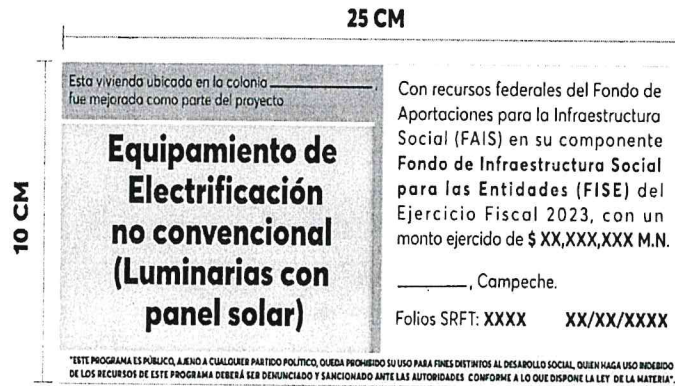 25 CM
10 CM
Esta vivienda ubicada en la colonia ____________,
fue mejorada como parte del proyecto
Equipamiento de
Electrificación
no convencional
(Luminarias con
panel solar)
Con recursos federales del Fondo de
Aportaciones para la Infraestructura
Social (FAIS) en su componente
Fondo de Infraestructura Social
para las Entidades (FISE) del
Ejercicio Fiscal 2023, con un
monto ejercido de $ XX,XXX,XXX M.N.
________, Campeche.
Folios SRFT: XXXX XX/XX/XXXX
"ESTE PROGRAMA ES PÚBLICO, AJENO A CUALQUIER PARTIDO POLÍTICO, QUEDA PROHIBIDO SU USO PARA FINES DISTINTOS AL DESAROLLO SOCIAL, QUIEN HAGA USO INDEBIDO
DE LOS RECURSOS DE ESTE PROGRAMA DEBERÁ SER DENUNCIADO Y SANCIONADO ANTE LAS AUTORIDADES CONFORME A LO QUE DISPONE LA LEY DE LA MATERIA".